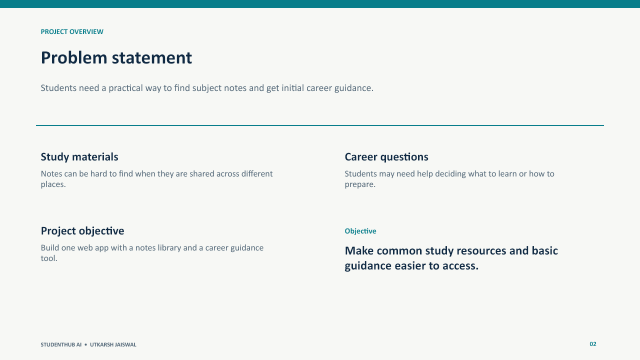 PROJECT OVERVIEW
Problem statement
Students need a practical way to find subject notes and get initial career guidance.
Study materials
Notes can be hard to find when they are shared across different
places.
Career questions
Students may need help deciding what to learn or how to
prepare.
Project objective
Build one web app with a notes library and a career guidance
tool.
Objective
Make common study resources and basic
guidance easier to access.
STUDENTHUB AI • UTKARSH JAISWAL
02